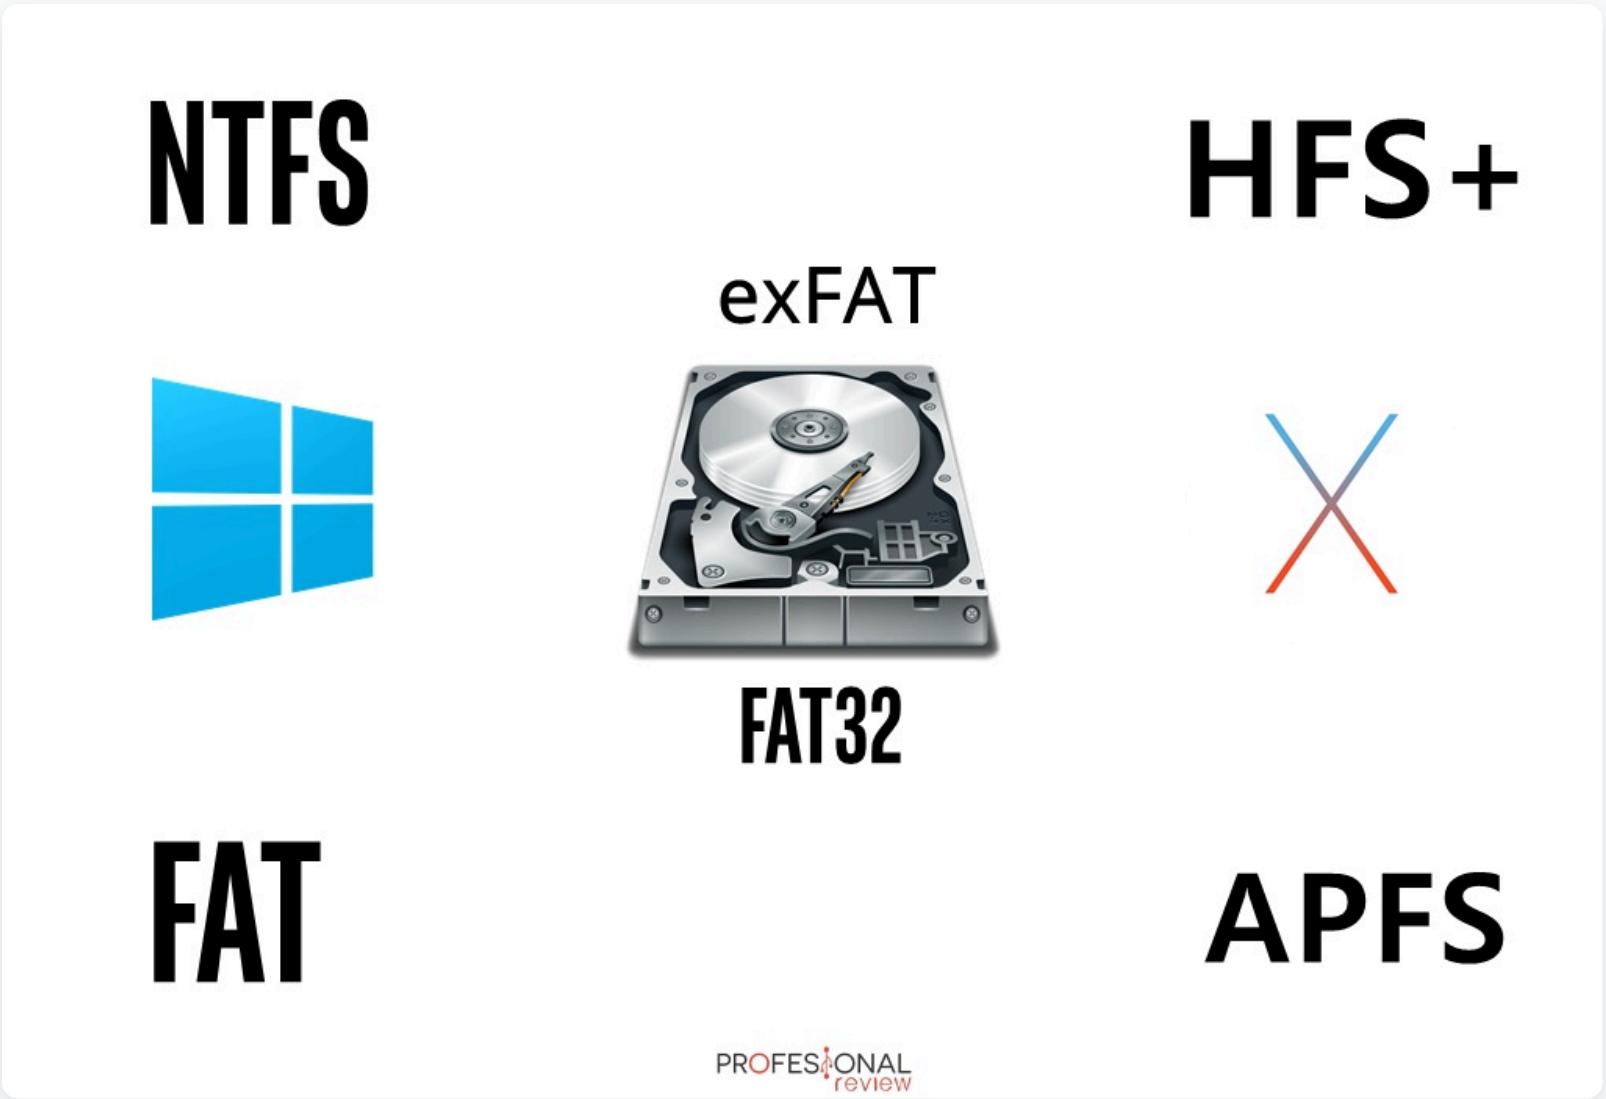 NTFS
HFS+
exFAT
FAT32
FAT
APFS
PROFESIONAL
review